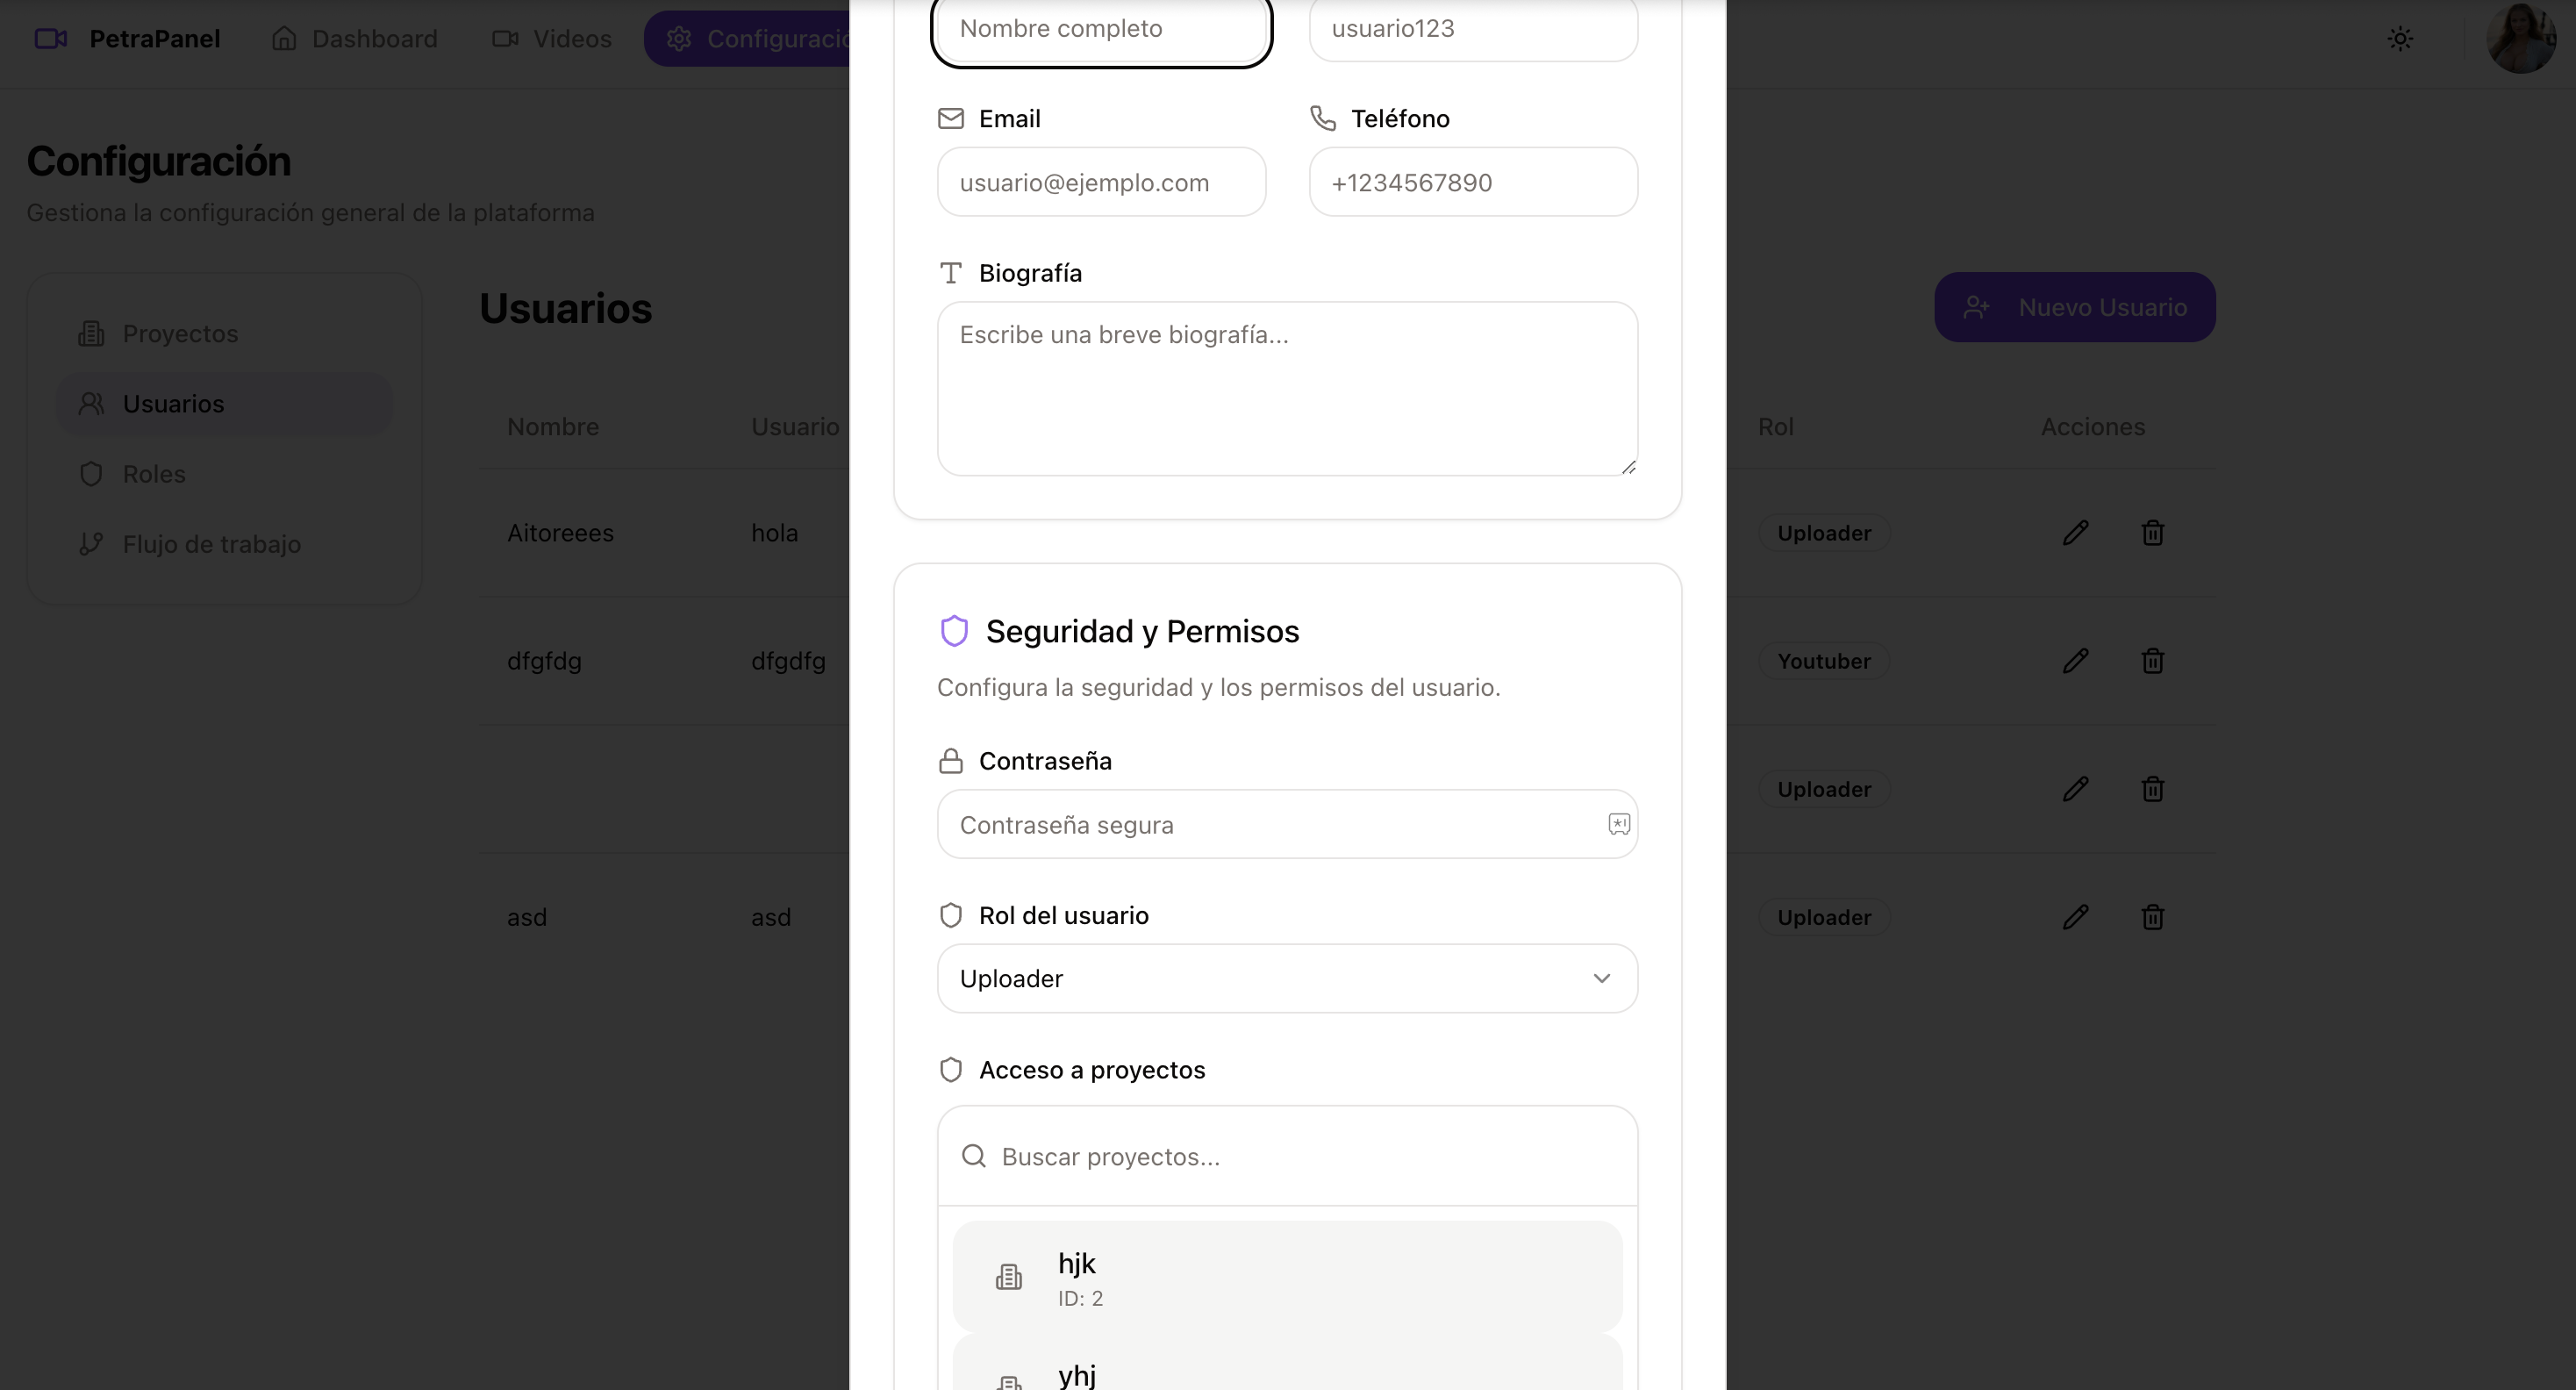 PetraPanel
Dashboard
Videos
Configuració
Configuración
Gestiona la configuración general de la plataforma
Proyectos
Usuarios
Roles
Flujo de trabajo
Usuarios
Nuevo Usuario
Nombre Usuario Rol Acciones
Aitoreees hola Uploader
dfgfdg dfgdfg Youtuber
Uploader
asd asd Uploader
Nombre completo
usuario123
Email
usuario@ejemplo.com
Teléfono
+1234567890
Biografía
Escribe una breve biografía...
Seguridad y Permisos
Configura la seguridad y los permisos del usuario.
Contraseña
Contraseña segura
Rol del usuario
Uploader
Acceso a proyectos
Buscar proyectos...
hjk
ID: 2
yhj